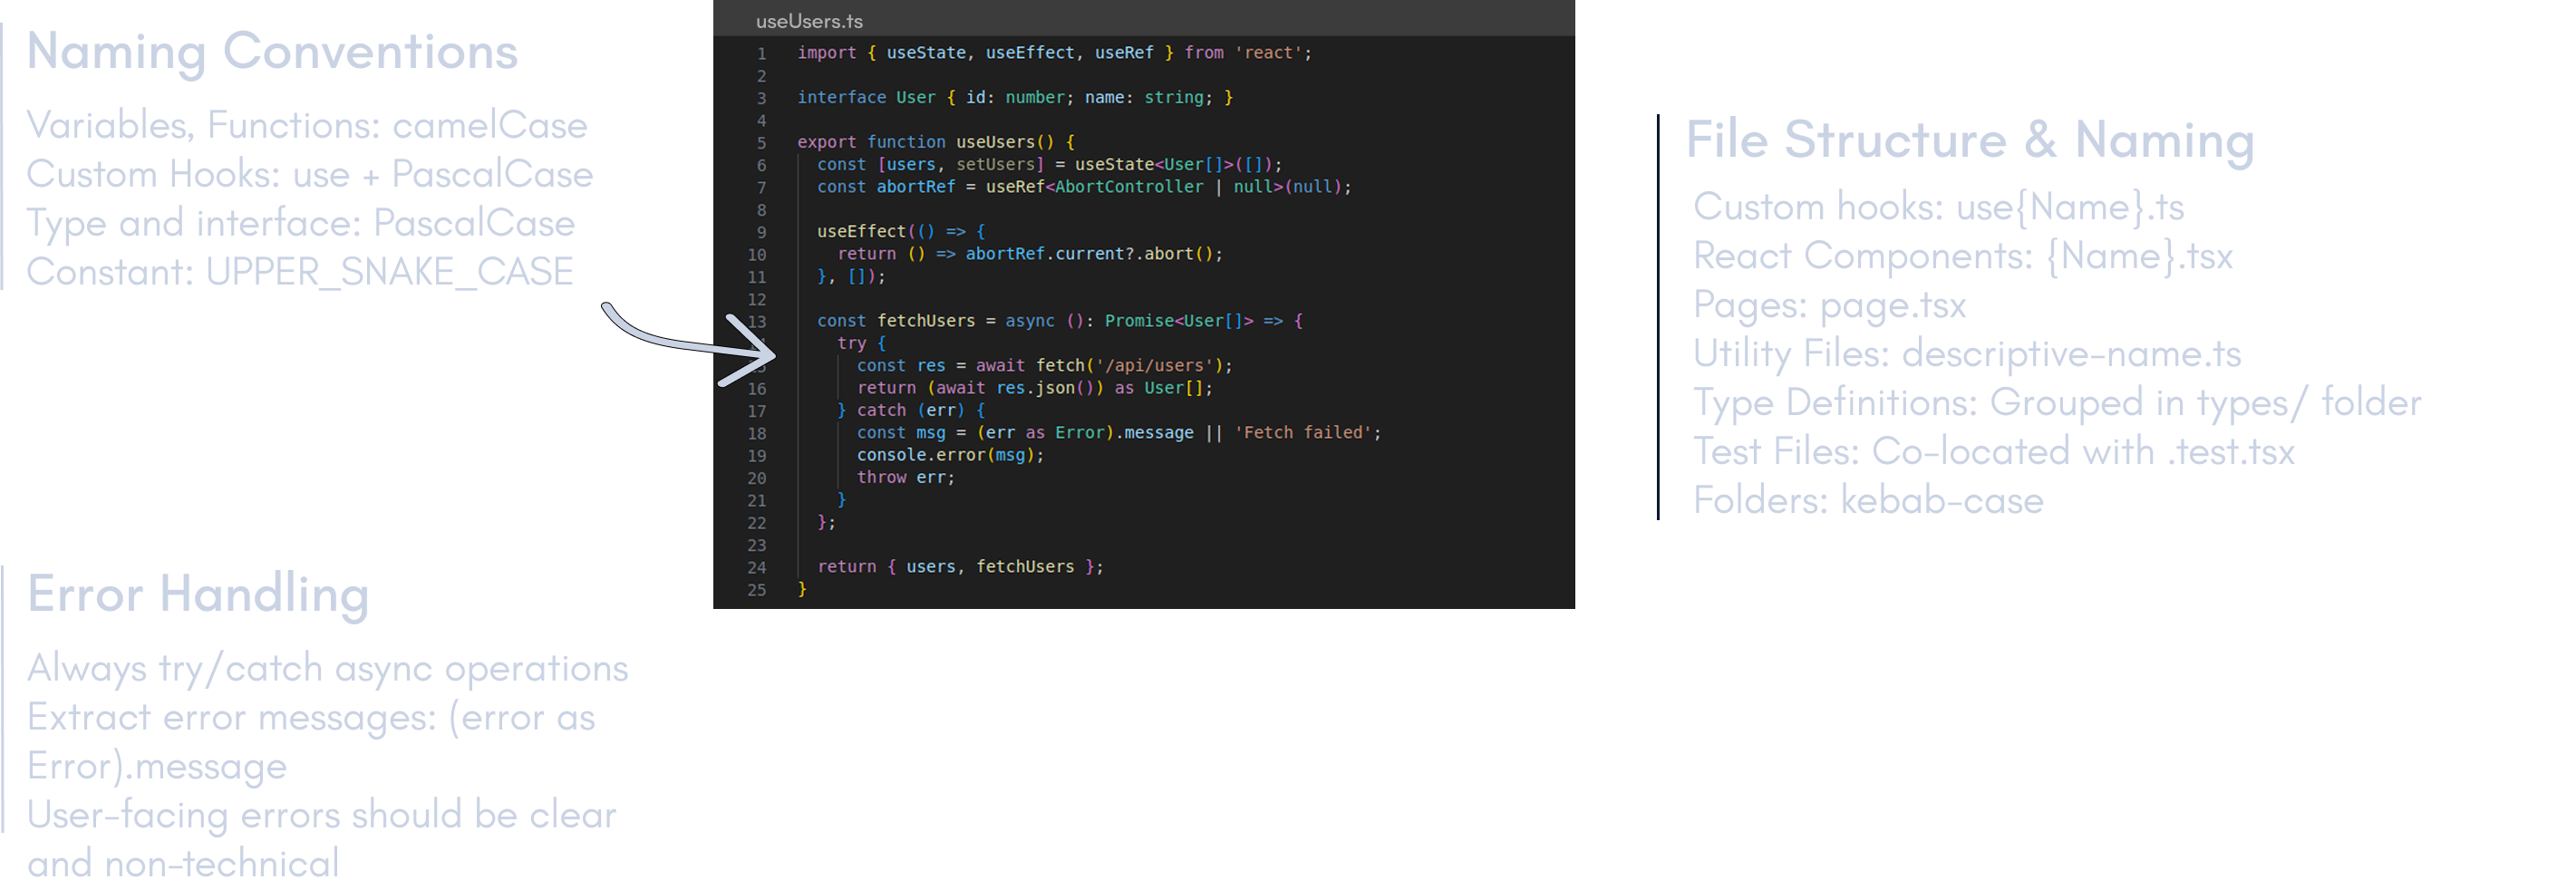 Naming Conventions
Variables, Functions: camelCase
Custom Hooks: use + PascalCase
Type and interface: PascalCase
Constant: UPPER_SNAKE_CASE
Error Handling
Always try/catch async operations
Extract error messages: (error as
Error).message
User-facing errors should be clear
and non-technical
useUsers.ts
1 import { useState, useEffect, useRef } from 'react';
2
3 interface User { id: number; name: string; }
4
5 export function useUsers() {
6 const [users, setUsers] = useState<User[]>([]);
7 const abortRef = useRef<AbortController | null>(null);
8
9 useEffect(() => {
10 return () => abortRef.current?.abort();
11 }, []);
12
13 const fetchUsers = async (): Promise<User[]> => {
try {
const res = await fetch('/api/users');
16 return (await res.json()) as User[];
17 } catch (err) {
18 const msg = (err as Error).message || 'Fetch failed';
19 console.error(msg);
20 throw err;
21 }
22 };
23
24 return { users, fetchUsers };
25 }
File Structure & Naming
Custom hooks: use{Name}.ts
React Components: {Name}.tsx
Pages: page.tsx
Utility Files: descriptive-name.ts
Type Definitions: Grouped in types/ folder
Test Files: Co-located with .test.tsx
Folders: kebab-case